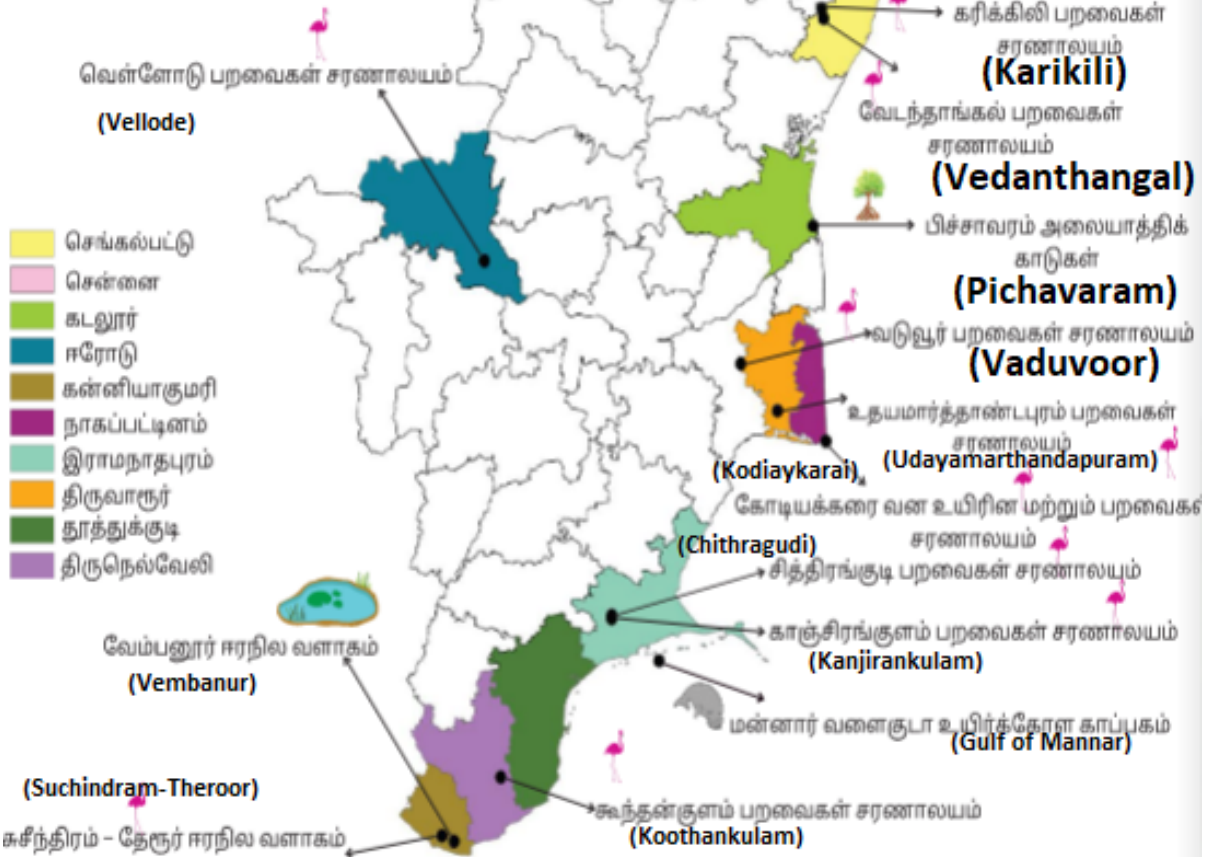 கரிக்கிலி பறவைகள்
சரணாலயம்
(Karikili)
வெள்ளோடு பறவைகள் சரணாலயம்
(Vellode)
வேடந்தாங்கல் பறவைகள்
சரணாலயம்
(Vedanthangal)
பிச்சாவரம் அலையாத்திக்
காடுகள்
(Pichavaram)
வடுவூர் பறவைகள் சரணாலயம்
(Vaduvoor)
உதயமார்த்தாண்டபுரம் பறவைகள்
சரணாலயம்
(Udayamarthandapuram)
(Kodiaykarai)
கோடியக்கரை வன உயிரின மற்றும் பறவைகள்
சரணாலயம்
செங்கல்பட்டு
சென்னை
கடலூர்
ஈரோடு
கன்னியாகுமரி
நாகப்பட்டினம்
இராமநாதபுரம்
திருவாரூர்
தூத்துக்குடி
திருநெல்வேலி
(Chithragudi)
சித்திரங்குடி பறவைகள் சரணாலயம்
காஞ்சிரங்குளம் பறவைகள் சரணாலயம்
(Kanjirankulam)
மன்னார் வளைகுடா உயிர்க்கோள காப்பகம்
(Gulf of Mannar)
வேம்பனூர் ஈரநில வளாகம்
(Vembanur)
கூந்தன்குளம் பறவைகள் சரணாலயம்
(Koothankulam)
(Suchindram-Theroor)
சுசீந்திரம் - தேரூர் ஈரநில வளாகம்